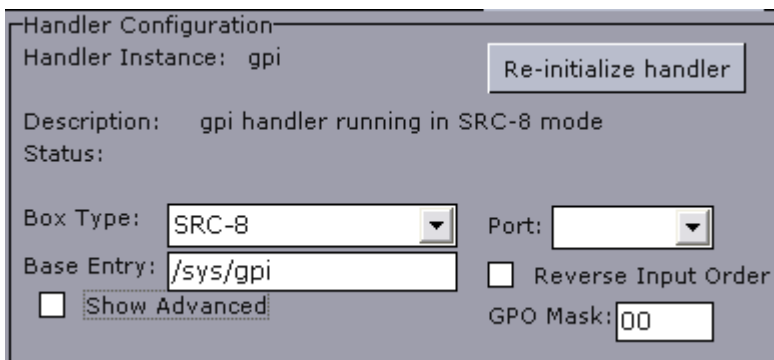 Handler Configuration
Handler Instance: gpi
Re-initialize handler
Description: gpi handler running in SRC-8 mode
Status:
Box Type: SRC-8
Port:
Base Entry: /sys/gpi
Reverse Input Order
Show Advanced
GPO Mask: 00